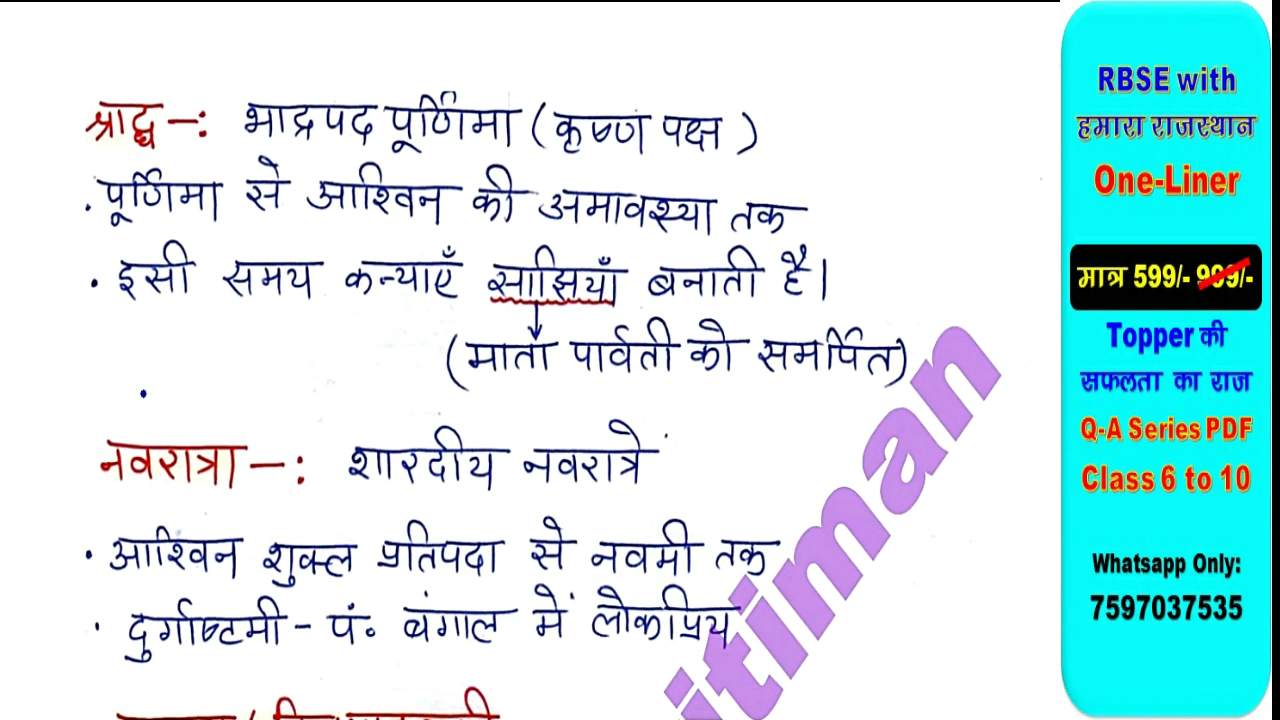 श्राद्ध -: भाद्रपद पूर्णिमा (कृष्ण पक्ष)
. पूर्णिमा से आश्विन की अमावश्या तक
. इसी समय कन्याएँ साझियाँ बनाती है।
(माता पार्वती को समर्पित)
नवरात्रा -: शारदीय नवरात्रे
. आश्विन शुक्ल प्रतिपदा से नवमी तक
. दुर्गाष्टमी - पं. बंगाल में लोकप्रिय
itiman
RBSE with
हमारा राजस्थान
One-Liner
मात्र 599/- 999/-
Topper की
सफलता का राज
Q-A Series PDF
Class 6 to 10
Whatsapp Only:
7597037535